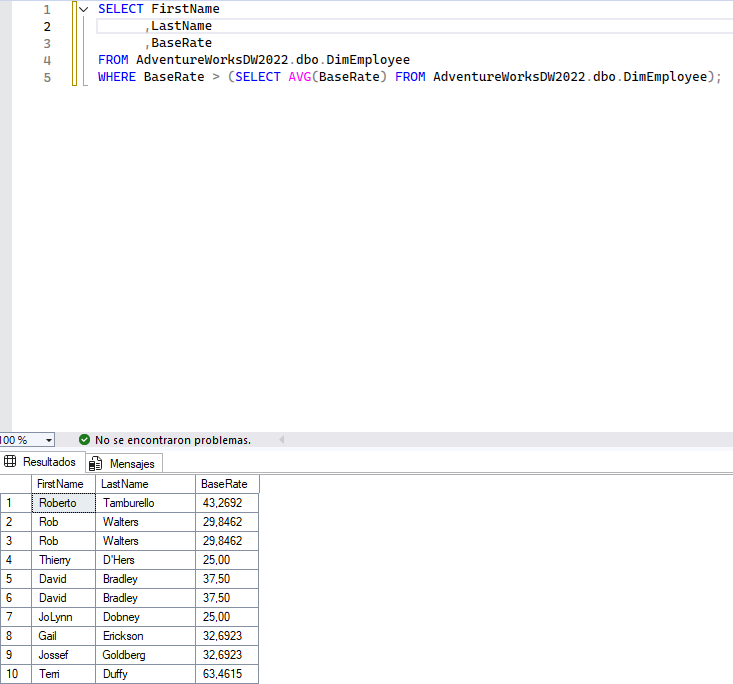 1 SELECT FirstName
2 ,LastName
3 ,BaseRate
4 FROM AdventureWorksDW2022.dbo.DimEmployee
5 WHERE BaseRate > (SELECT AVG(BaseRate) FROM AdventureWorksDW2022.dbo.DimEmployee);
100 % No se encontraron problemas.
Resultados Mensajes
FirstName LastName BaseRate
1 Roberto Tamburello 43,2692
2 Rob Walters 29,8462
3 Rob Walters 29,8462
4 Thierry D'Hers 25,00
5 David Bradley 37,50
6 David Bradley 37,50
7 JoLynn Dobney 25,00
8 Gail Erickson 32,6923
9 Jossef Goldberg 32,6923
10 Terri Duffy 63,4615